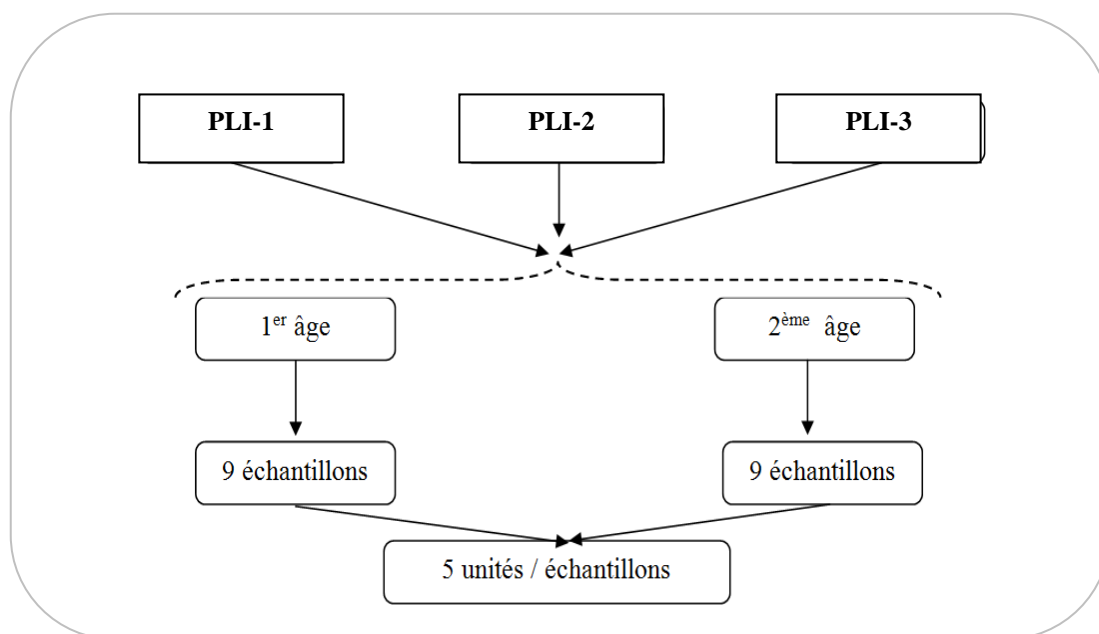 PLI-1 PLI-2 PLI-3
1er âge 2ème âge
9 échantillons 9 échantillons
5 unités / échantillons